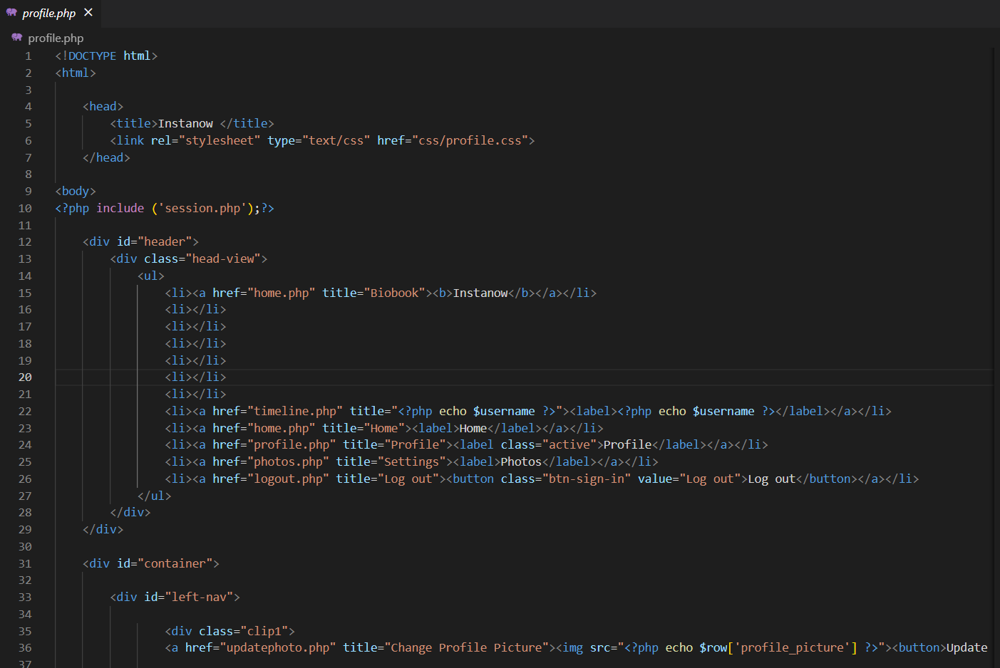 profile.php ×
profile.php
1 <!DOCTYPE html>
2 <html>
3
4     <head>
5         <title>Instanow </title>
6         <link rel="stylesheet" type="text/css" href="css/profile.css">
7     </head>
8
9 <body>
10 <?php include ('session.php');?>
11
12     <div id="header">
13         <div class="head-view">
14             <ul>
15                 <li><a href="home.php" title="Biobook"><b>Instanow</b></a></li>
16                 <li></li>
17                 <li></li>
18                 <li></li>
19                 <li></li>
20                 <li></li>
21                 <li></li>
22                 <li><a href="timeline.php" title="<?php echo $username ?>"><label><?php echo $username ?></label></a></li>
23                 <li><a href="home.php" title="Home"><label>Home</label></a></li>
24                 <li><a href="profile.php" title="Profile"><label class="active">Profile</label></a></li>
25                 <li><a href="photos.php" title="Settings"><label>Photos</label></a></li>
26                 <li><a href="logout.php" title="Log out"><button class="btn-sign-in" value="Log out">Log out</button></a></li>
27             </ul>
28         </div>
29     </div>
30
31     <div id="container">
32
33         <div id="left-nav">
34
35                 <div class="clip1">
36                 <a href="updatephoto.php" title="Change Profile Picture"><img src="<?php echo $row['profile_picture'] ?>"><button>Update
37